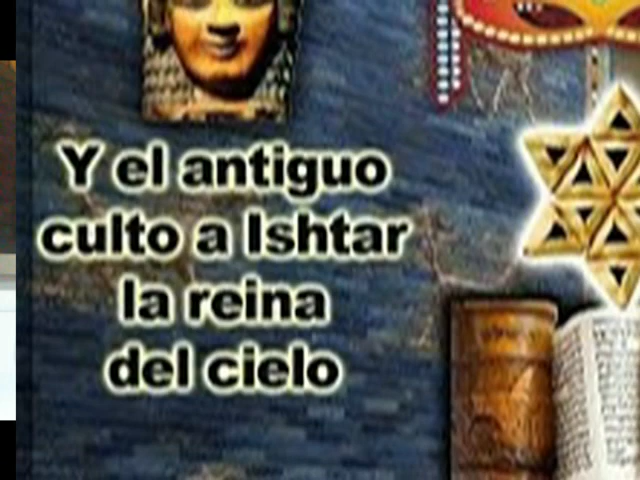 Y el antiguo
culto a Ishtar
la reina
del cielo